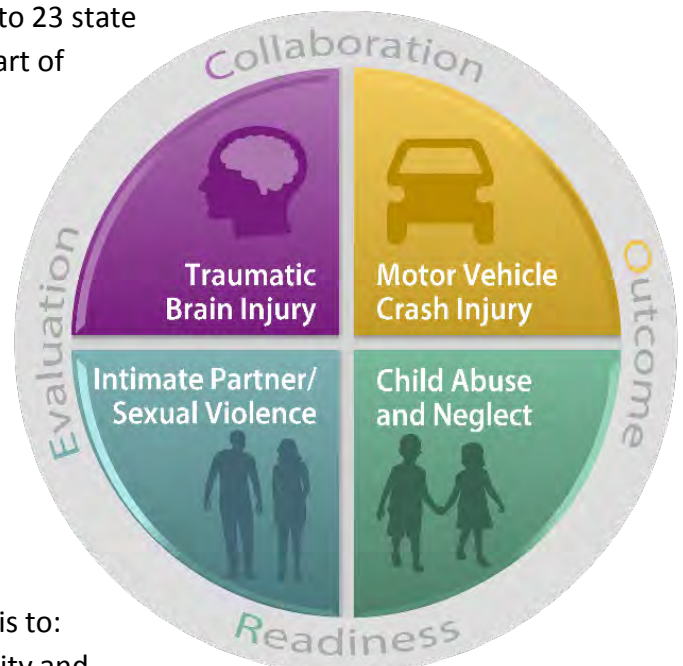 to 23 state
art of
Collaboration
Outcome
Readiness
Evaluation
Traumatic
Brain Injury
Motor Vehicle
Crash Injury
Intimate Partner/
Sexual Violence
Child Abuse
and Neglect
is to:
ity and